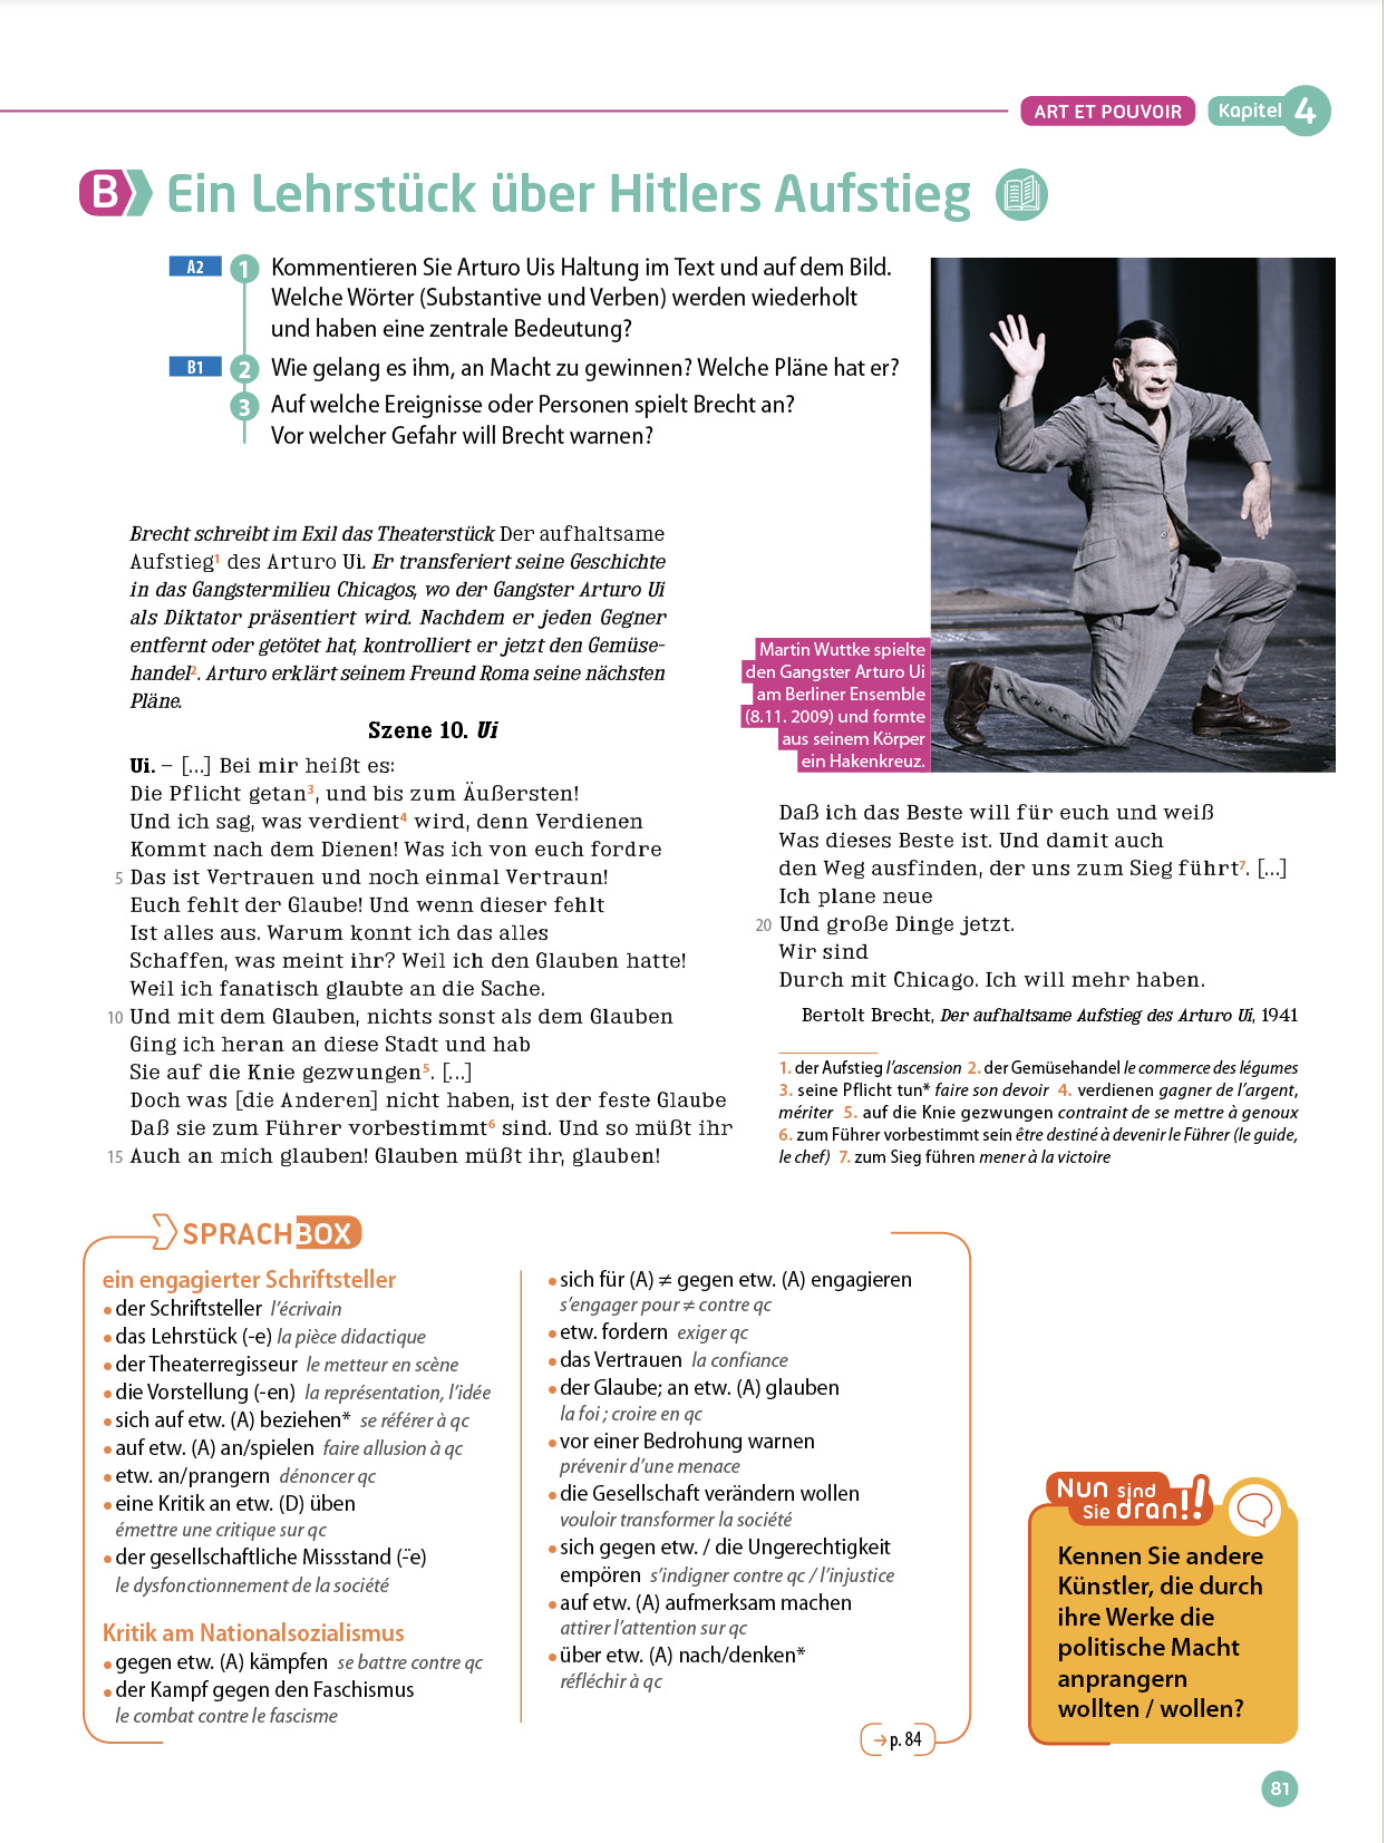 ART ET POUVOIR Kapitel 4
B Ein Lehrstück über Hitlers Aufstieg
A2 1 Kommentieren Sie Arturo Uis Haltung im Text und auf dem Bild.
Welche Wörter (Substantive und Verben) werden wiederholt
und haben eine zentrale Bedeutung?
B1 2 Wie gelang es ihm, an Macht zu gewinnen? Welche Pläne hat er?
3 Auf welche Ereignisse oder Personen spielt Brecht an?
Vor welcher Gefahr will Brecht warnen?
Brecht schreibt im Exil das Theaterstück Der aufhaltsame
Aufstieg¹ des Arturo Ui. Er transferiert seine Geschichte
in das Gangstermilieu Chicagos, wo der Gangster Arturo Ui
als Diktator präsentiert wird. Nachdem er jeden Gegner
entfernt oder getötet hat, kontrolliert er jetzt den Gemüse-
handel². Arturo erklärt seinem Freund Roma seine nächsten
Pläne.
Martin Wuttke spielte
den Gangster Arturo Ui
am Berliner Ensemble
(8.11. 2009) und formte
aus seinem Körper
ein Hakenkreuz.
Szene 10. Ui
Ui. – [...] Bei mir heißt es:
Die Pflicht getan³, und bis zum Äußersten!
Und ich sag, was verdient⁴ wird, denn Verdienen
Kommt nach dem Dienen! Was ich von euch fordre
5 Das ist Vertrauen und noch einmal Vertraun!
Euch fehlt der Glaube! Und wenn dieser fehlt
Ist alles aus. Warum konnt ich das alles
Schaffen, was meint ihr? Weil ich den Glauben hatte!
Weil ich fanatisch glaubte an die Sache.
10 Und mit dem Glauben, nichts sonst als dem Glauben
Ging ich heran an diese Stadt und hab
Sie auf die Knie gezwungen⁵. [...]
Doch was [die Anderen] nicht haben, ist der feste Glaube
Daß sie zum Führer vorbestimmt⁶ sind. Und so müßt ihr
15 Auch an mich glauben! Glauben müßt ihr, glauben!
Daß ich das Beste will für euch und weiß
Was dieses Beste ist. Und damit auch
den Weg ausfinden, der uns zum Sieg führt⁷. [...]
Ich plane neue
20 Und große Dinge jetzt.
Wir sind
Durch mit Chicago. Ich will mehr haben.
Bertolt Brecht, Der aufhaltsame Aufstieg des Arturo Ui, 1941
1. der Aufstieg l'ascension 2. der Gemüsehandel le commerce des légumes
3. seine Pflicht tun* faire son devoir 4. verdienen gagner de l'argent,
mériter 5. auf die Knie gezwungen contraint de se mettre à genoux
6. zum Führer vorbestimmt sein être destiné à devenir le Führer (le guide,
le chef) 7. zum Sieg führen mener à la victoire
SPRACHBOX
ein engagierter Schriftsteller
• der Schriftsteller l'écrivain
• das Lehrstück (-e) la pièce didactique
• der Theaterregisseur le metteur en scène
• die Vorstellung (-en) la représentation, l'idée
• sich auf etw. (A) beziehen* se référer à qc
• auf etw. (A) an/spielen faire allusion à qc
• etw. an/prangern dénoncer qc
• eine Kritik an etw. (D) üben
émettre une critique sur qc
• der gesellschaftliche Missstand (-̈e)
le dysfonctionnement de la société
Kritik am Nationalsozialismus
• gegen etw. (A) kämpfen se battre contre qc
• der Kampf gegen den Faschismus
le combat contre le fascisme
• sich für (A) ≠ gegen etw. (A) engagieren
s'engager pour ≠ contre qc
• etw. fordern exiger qc
• das Vertrauen la confiance
• der Glaube; an etw. (A) glauben
la foi ; croire en qc
• vor einer Bedrohung warnen
prévenir d'une menace
• die Gesellschaft verändern wollen
vouloir transformer la société
• sich gegen etw. / die Ungerechtigkeit
empören s'indigner contre qc / l'injustice
• auf etw. (A) aufmerksam machen
attirer l'attention sur qc
• über etw. (A) nach/denken*
réfléchir à qc
→ p. 84
Nun sind
Sie dran!!
Kennen Sie andere
Künstler, die durch
ihre Werke die
politische Macht
anprangern
wollten / wollen?
81